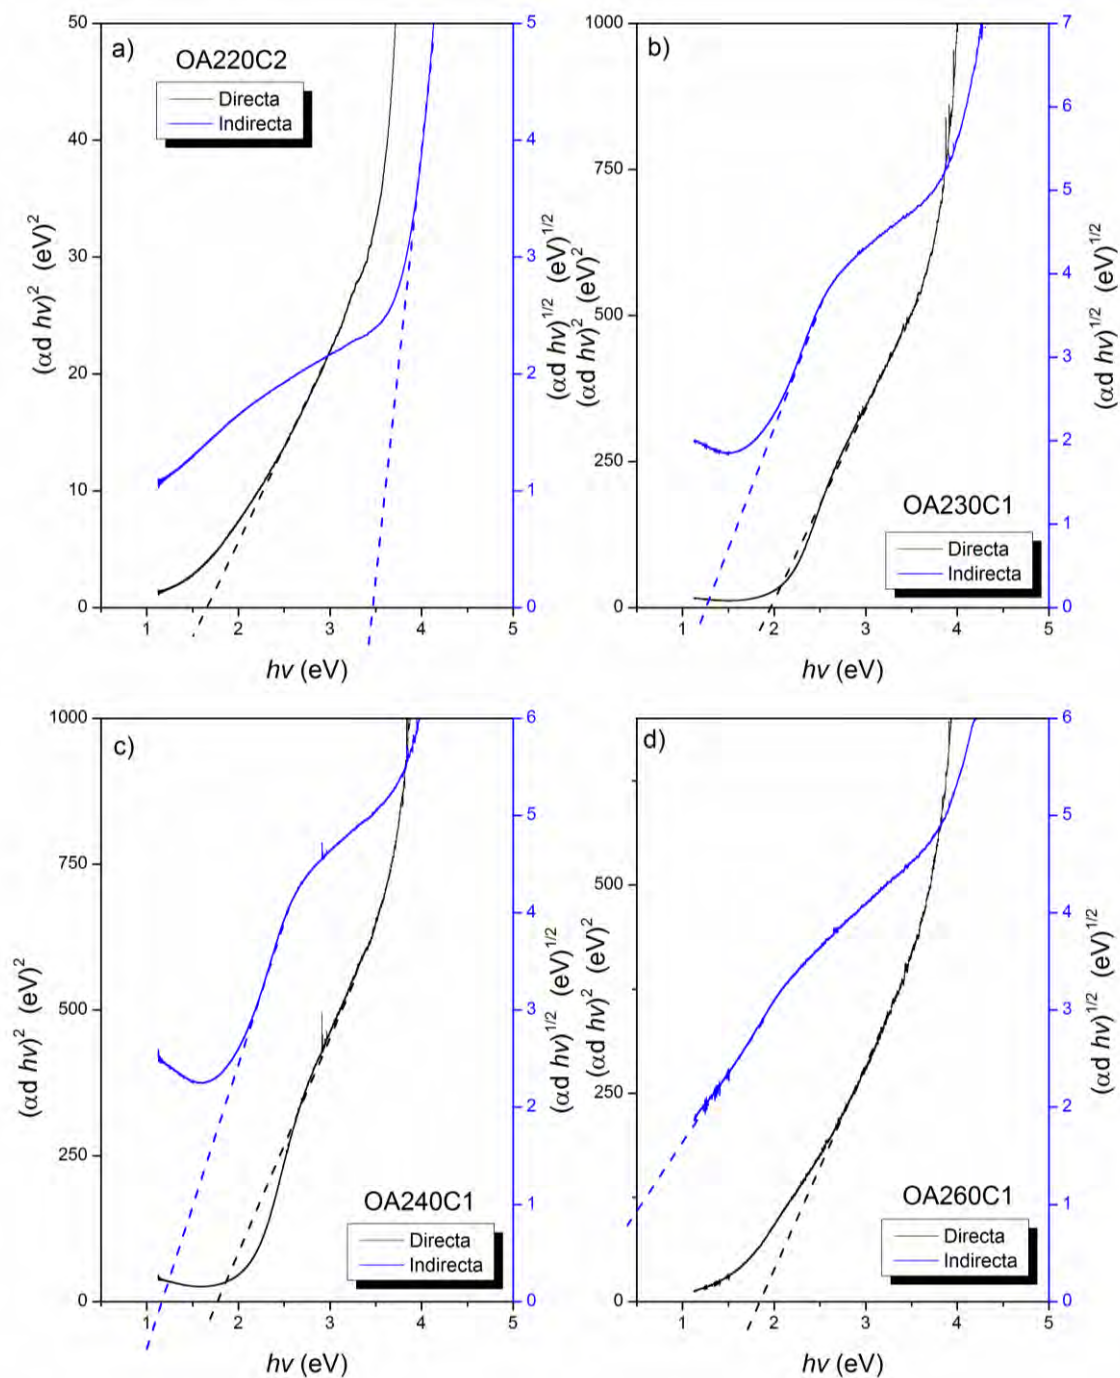 a)
OA220C2
Directa
Indirecta
50
40
30
20
10
0
(αd hν)² (eV)²
5
4
3
2
1
0
(αd hν)^1/2 (eV)^1/2
1 2 3 4 5
hν (eV)
b)
OA230C1
Directa
Indirecta
1000
750
500
250
0
(αd hν)² (eV)²
7
6
5
4
3
2
1
0
(αd hν)^1/2 (eV)^1/2
1 2 3 4 5
hν (eV)
c)
OA240C1
Directa
Indirecta
1000
750
500
250
0
(αd hν)² (eV)²
6
5
4
3
2
1
0
(αd hν)^1/2 (eV)^1/2
1 2 3 4 5
hν (eV)
d)
OA260C1
Directa
Indirecta
500
250
0
(αd hν)² (eV)²
6
5
4
3
2
1
0
(αd hν)^1/2 (eV)^1/2
1 2 3 4 5
hν (eV)